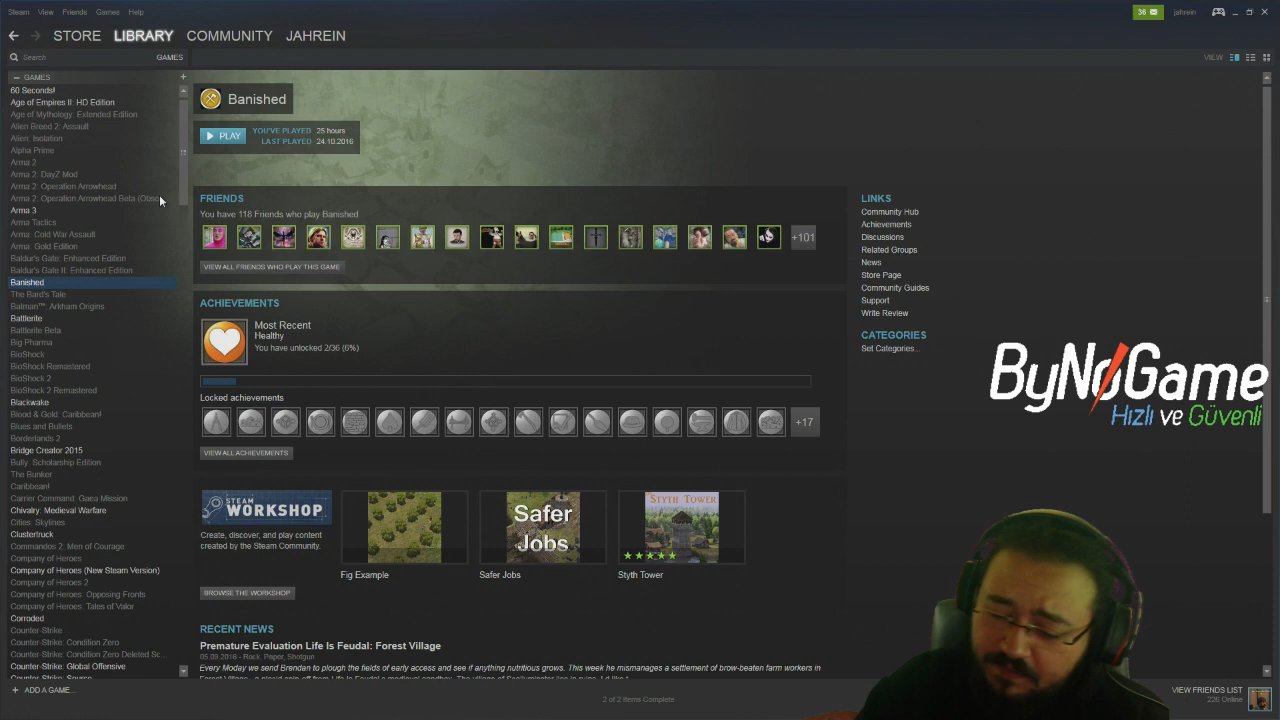 Steam View Friends Games Help
36
jahrein
STORE LIBRARY COMMUNITY JAHREIN
Search GAMES
VIEW
GAMES
60 Seconds!
Age of Empires II: HD Edition
Age of Mythology: Extended Edition
Alien Breed 2: Assault
Alien: Isolation
Alpha Prime
Arma 2
Arma 2: DayZ Mod
Arma 2: Operation Arrowhead
Arma 2: Operation Arrowhead Beta (Obso
Arma 3
Arma Tactics
Arma: Cold War Assault
Arma: Gold Edition
Baldur's Gate: Enhanced Edition
Baldur's Gate II: Enhanced Edition
Banished
The Bard's Tale
Batman™: Arkham Origins
Battlerite
Battlerite Beta
Big Pharma
BioShock
BioShock Remastered
BioShock 2
BioShock 2 Remastered
Blackwake
Blood & Gold: Caribbean!
Blues and Bullets
Borderlands 2
Bridge Creator 2015
Bully: Scholarship Edition
The Bunker
Caribbean!
Carrier Command: Gaea Mission
Chivalry: Medieval Warfare
Cities: Skylines
Clustertruck
Commandos 2: Men of Courage
Company of Heroes
Company of Heroes (New Steam Version)
Company of Heroes 2
Company of Heroes: Opposing Fronts
Company of Heroes: Tales of Valor
Corroded
Counter-Strike
Counter-Strike: Condition Zero
Counter-Strike: Condition Zero Deleted Sc...
Counter-Strike: Global Offensive
Counter-Strike: Source
ADD A GAME...
Banished
PLAY
YOU'VE PLAYED 25 hours
LAST PLAYED 24.10.2016
FRIENDS
You have 118 Friends who play Banished
+101
VIEW ALL FRIENDS WHO PLAY THIS GAME
ACHIEVEMENTS
Most Recent
Healthy
You have unlocked 2/36 (6%)
Locked achievements
+17
VIEW ALL ACHIEVEMENTS
STEAM
WORKSHOP
Create, discover, and play content
created by the Steam Community.
BROWSE THE WORKSHOP
Fig Example
Safer
Jobs
Safer Jobs
STYTH TOWER
Styth Tower
RECENT NEWS
Premature Evaluation Life Is Feudal: Forest Village
05.09.2016 - Rock, Paper, Shotgun
Every Monday we send Brendan to plough the fields of early access and see if anything nutritious grows. This week he mismanages a settlement of brow-beaten farm workers in
2 of 2 Items Complete
LINKS
Community Hub
Achievements
Discussions
Related Groups
News
Store Page
Community Guides
Support
Write Review
CATEGORIES
Set Categories...
ByNoGame
Hızlı ve Güvenli
VIEW FRIENDS LIST
226 Online